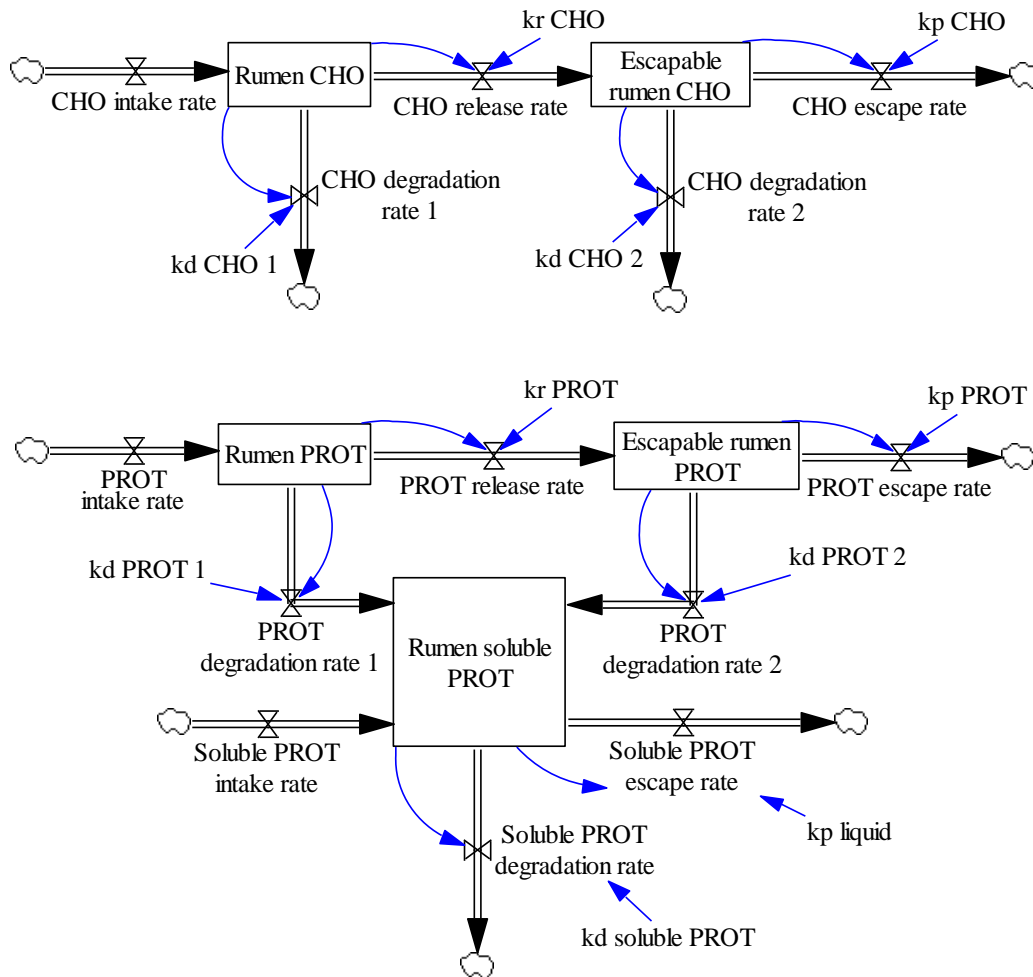 kr CHO
kp CHO
Rumen CHO
Escapable
rumen CHO
CHO intake rate
CHO release rate
CHO escape rate
CHO degradation
rate 1
CHO degradation
rate 2
kd CHO 1
kd CHO 2
kr PROT
kp PROT
Rumen PROT
Escapable rumen
PROT
PROT
intake rate
PROT release rate
PROT escape rate
kd PROT 1
kd PROT 2
PROT
degradation rate 1
Rumen soluble
PROT
PROT
degradation rate 2
Soluble PROT
intake rate
Soluble PROT
escape rate
kp liquid
Soluble PROT
degradation rate
kd soluble PROT